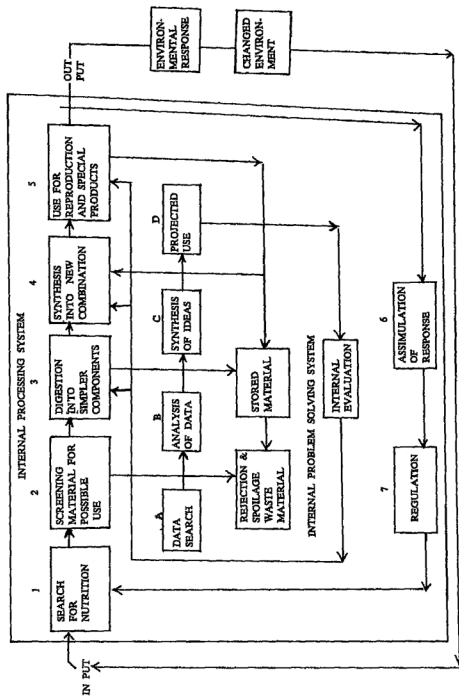 INTERNAL PROCESSING SYSTEM
1
2
3
4
5
SEARCH
FOR
NUTRITION
SCREENING
MATERIAL FOR
POSSIBLE
USE
DIGESTION
INTO
SIMPLER
COMPONENTS
SYNTHESIS
INTO NEW
COMBINATION
USE FOR
REPRODUCTION
AND SPECIAL
PRODUCTS
OUT
PUT
IN PUT
ENVIRON-
MENTAL
RESPONSE
CHANGED
ENVIRON-
MENT
A
B
C
D
DATA
SEARCH
ANALYSIS
OF DATA
SYNTHESIS
OF IDEAS
PROJECTED
USE
REJECTION &
SPOILAGE
WASTE
MATERIAL
STORED
MATERIAL
INTERNAL PROBLEM SOLVING SYSTEM
INTERNAL
EVALUATION
7
6
REGULATION
ASSIMULATION
OF
RESPONSE